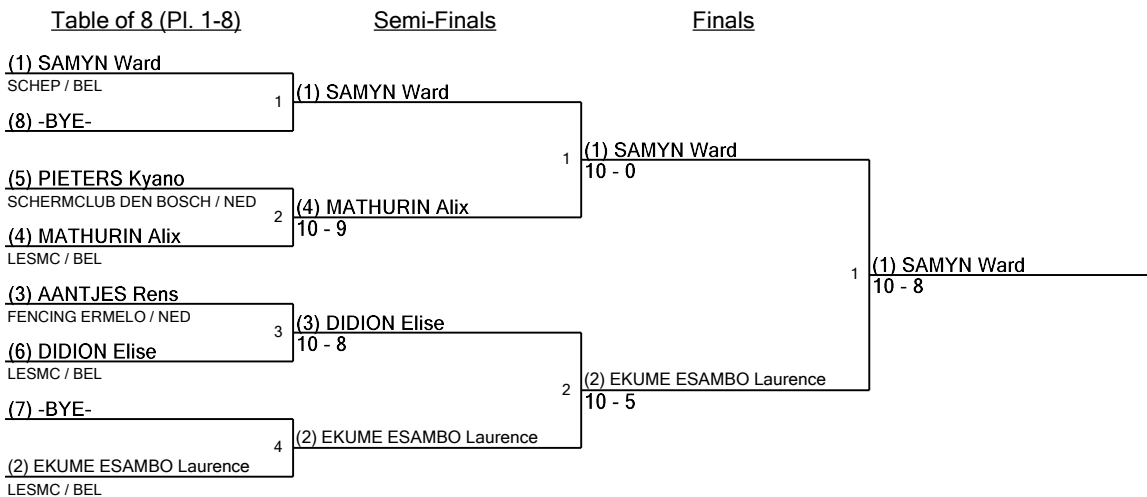 Table of 8 (Pl. 1-8)
Semi-Finals
Finals
(1) SAMYN Ward
SCHEP / BEL
1
(8) -BYE-
(5) PIETERS Kyano
SCHERMCLUB DEN BOSCH / NED
2
(4) MATHURIN Alix
LESMC / BEL
(3) AANTJES Rens
FENCING ERMELO / NED
3
(6) DIDION Elise
LESMC / BEL
(7) -BYE-
4
(2) EKUME ESAMBO Laurence
LESMC / BEL
(1) SAMYN Ward
1
(4) MATHURIN Alix
10 - 9
(3) DIDION Elise
10 - 8
2
(2) EKUME ESAMBO Laurence
(1) SAMYN Ward
10 - 0
1
(2) EKUME ESAMBO Laurence
10 - 5
(1) SAMYN Ward
10 - 8